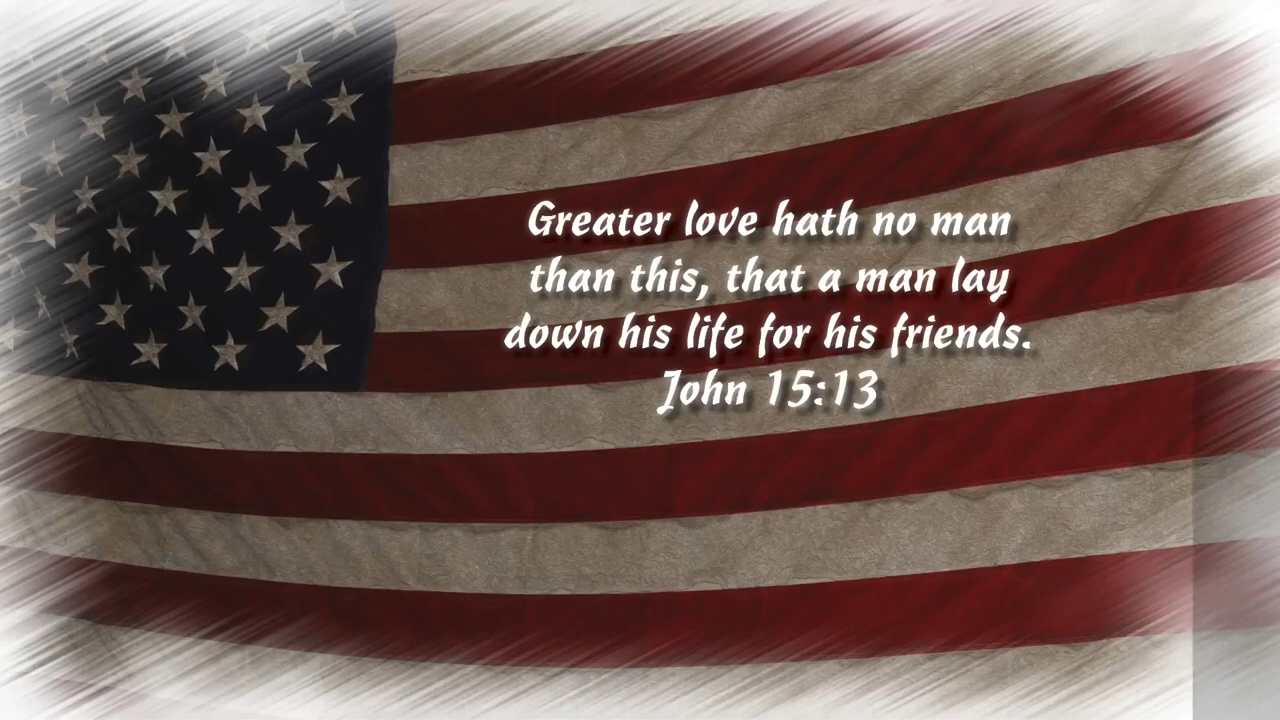 Greater love hath no man
than this, that a man lay
down his life for his friends.
John 15:13